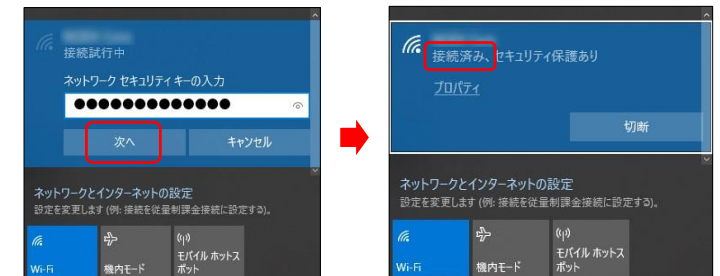 接続試行中
ネットワーク セキュリティ キーの入力
●●●●●●●●●●●●●
次へ
キャンセル
ネットワークとインターネットの設定
設定を変更します (例: 接続を従量制課金接続に設定する)。
Wi-Fi
機内モード
モバイル ホットス
ポット
接続済み、セキュリティ保護あり
プロパティ
切断
ネットワークとインターネットの設定
設定を変更します (例: 接続を従量制課金接続に設定する)。
Wi-Fi
機内モード
モバイル ホットス
ポット